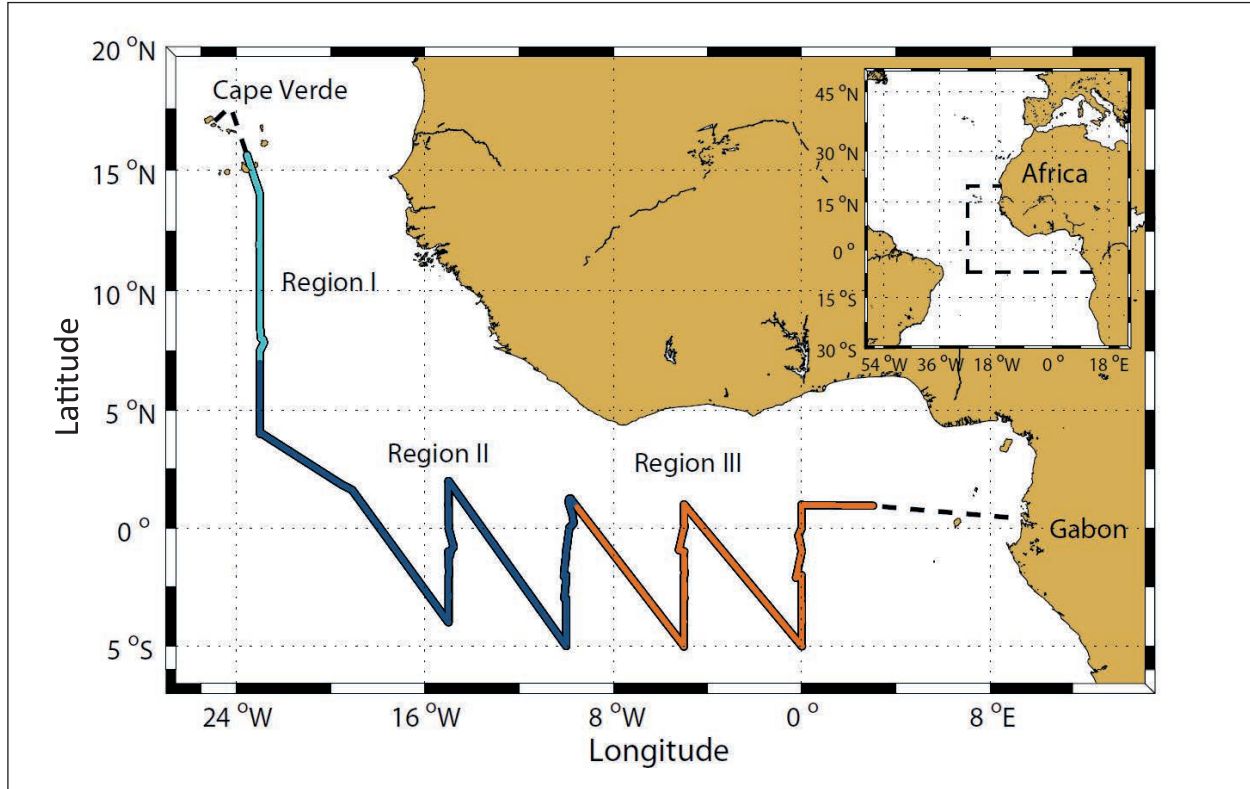 20 °N
15 °N
10 °N
5 °N
0 °
5 °S
Latitude
24 °W
16 °W
8 °W
0 °
8 °E
Longitude
Cape Verde
Region I
Region II
Region III
Gabon
45 °N
30 °N
15 °N
0 °
15 °S
30 °S
54 °W
36 °W
18 °W
0 °
18 °E
Africa